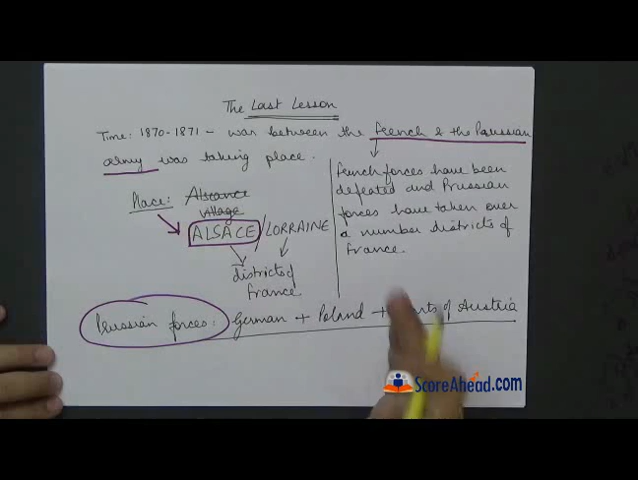 The Last Lesson
Time: 1870-1871 - war between the French & the Prussian
army was taking place.
Place: Alscance
village
ALSACE / LORRAINE
districts of
France
French forces have been
defeated and Prussian
forces have taken over
a number districts of
France.
Prussian forces: German + Poland + of Austria
ScoreAhead.com